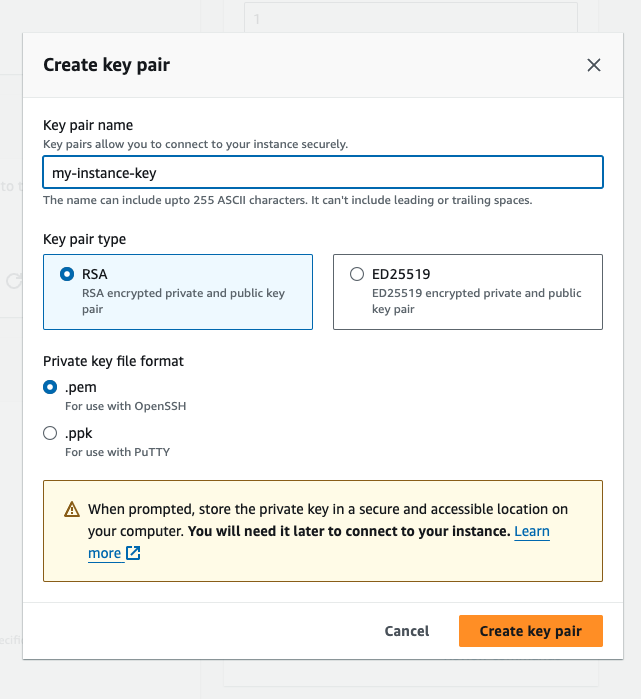 1
Create key pair
Key pair name
Key pairs allow you to connect to your instance securely.
my-instance-key
The name can include upto 255 ASCII characters. It can't include leading or trailing spaces.
to t
Key pair type
RSA
RSA encrypted private and public key
pair
ED25519
ED25519 encrypted private and public
key pair
Private key file format
.pem
For use with OpenSSH
.ppk
For use with PuTTY
When prompted, store the private key in a secure and accessible location on
your computer. You will need it later to connect to your instance. Learn
more
Cancel
Create key pair